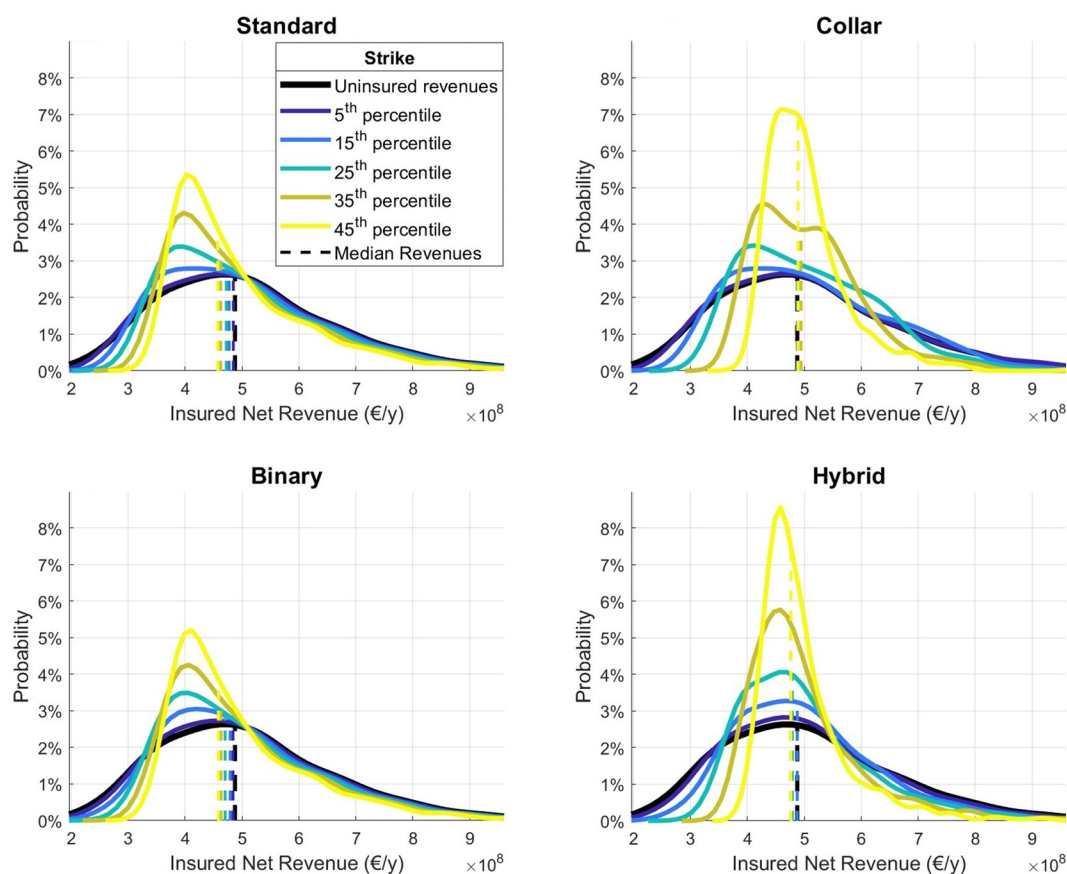 Standard
Strike
Uninsured revenues
5th percentile
15th percentile
25th percentile
35th percentile
45th percentile
Median Revenues
Probability
8%
7%
6%
5%
4%
3%
2%
1%
0%
2 3 4 5 6 7 8 9
Insured Net Revenue (€/y)
×10^8
Collar
Probability
8%
7%
6%
5%
4%
3%
2%
1%
0%
2 3 4 5 6 7 8 9
Insured Net Revenue (€/y)
×10^8
Binary
Probability
8%
7%
6%
5%
4%
3%
2%
1%
0%
2 3 4 5 6 7 8 9
Insured Net Revenue (€/y)
×10^8
Hybrid
Probability
8%
7%
6%
5%
4%
3%
2%
1%
0%
2 3 4 5 6 7 8 9
Insured Net Revenue (€/y)
×10^8